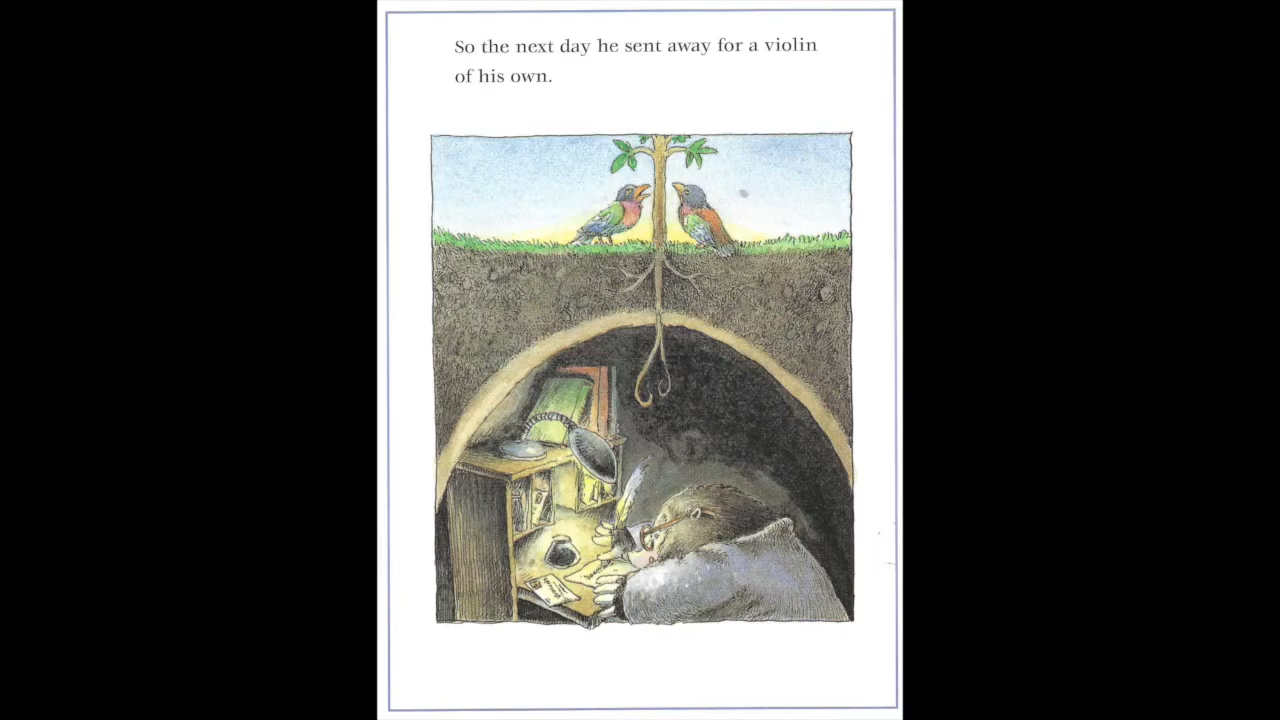 So the next day he sent away for a violin
of his own.